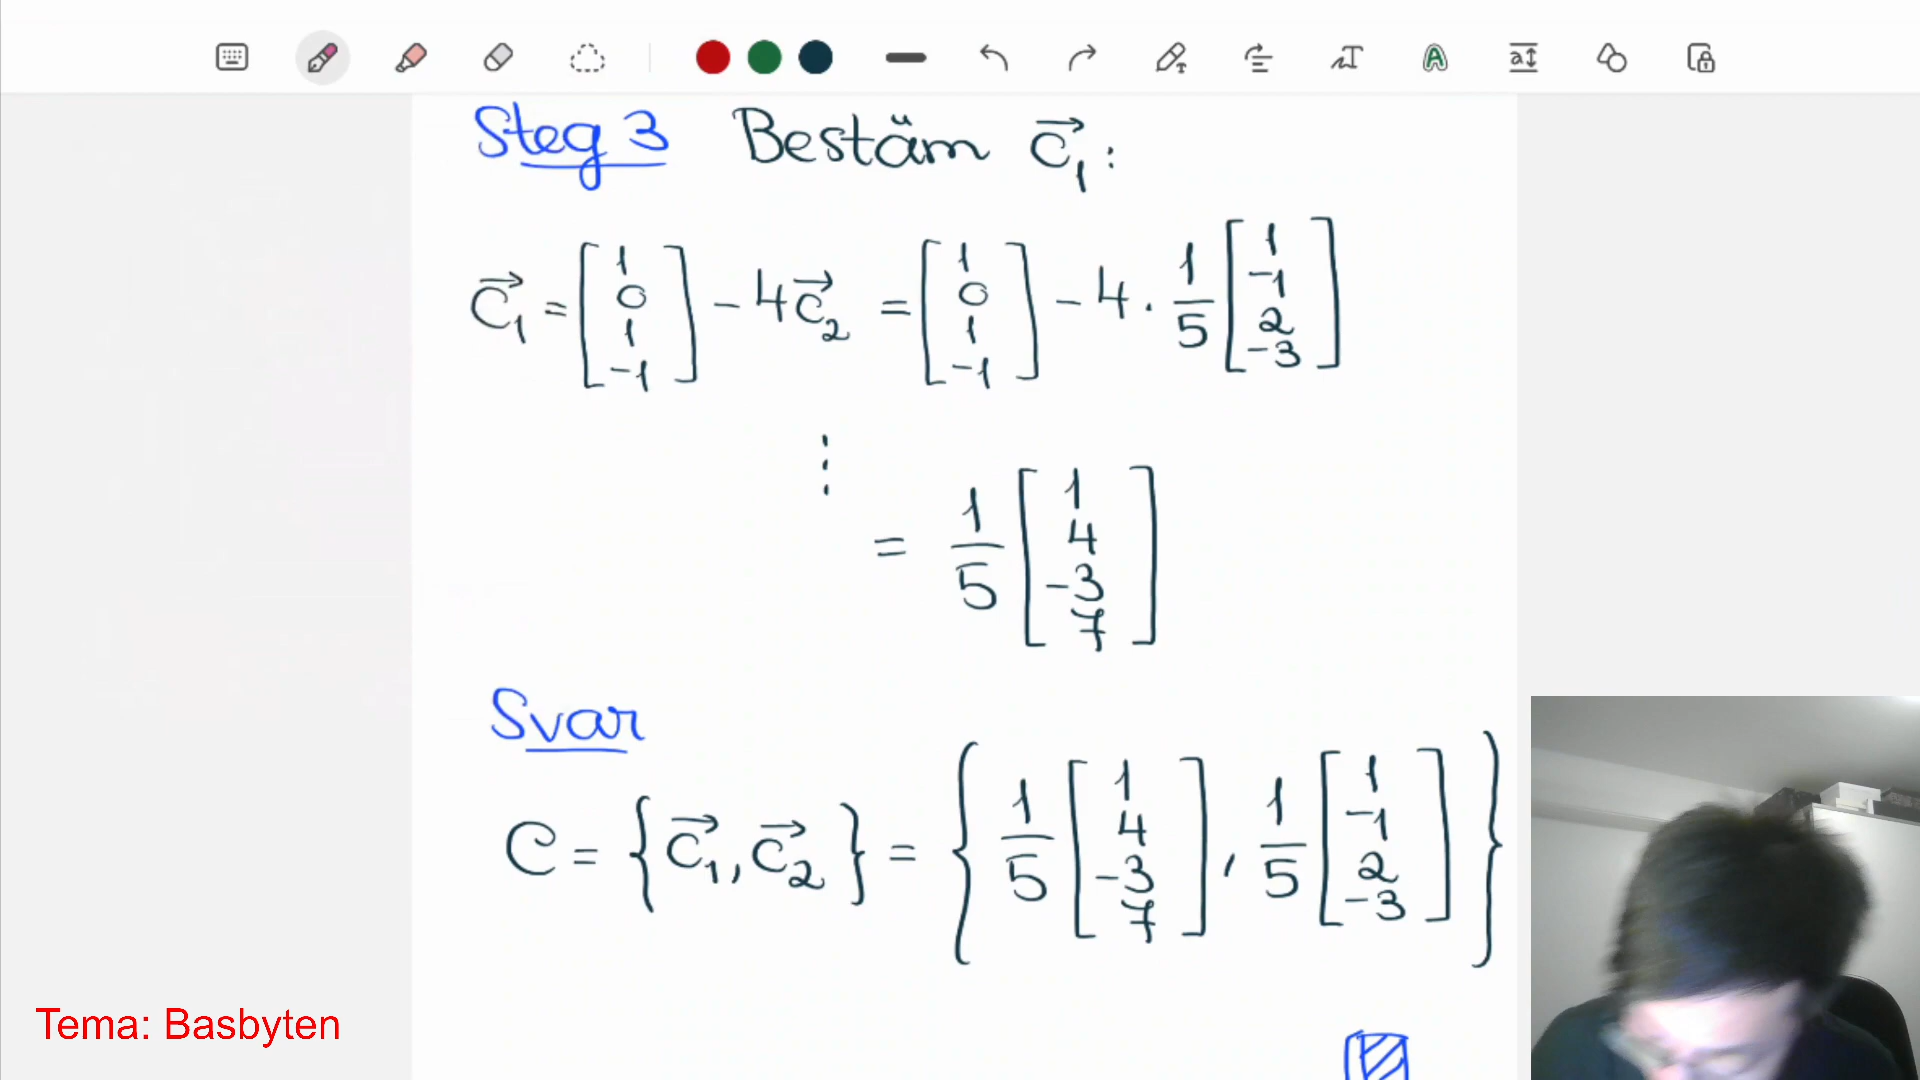 Steg 3 Bestäm c⃗₁:
c⃗₁ = [1 0 1 -1] - 4c⃗₂ = [1 0 1 -1] - 4 · 1/5 [1 -1 2 -3]
⋮
= 1/5 [1 4 -3 7]
Svar
C = {c⃗₁, c⃗₂} = {1/5 [1 4 -3 7], 1/5 [1 -1 2 -3]}
Tema: Basbyten